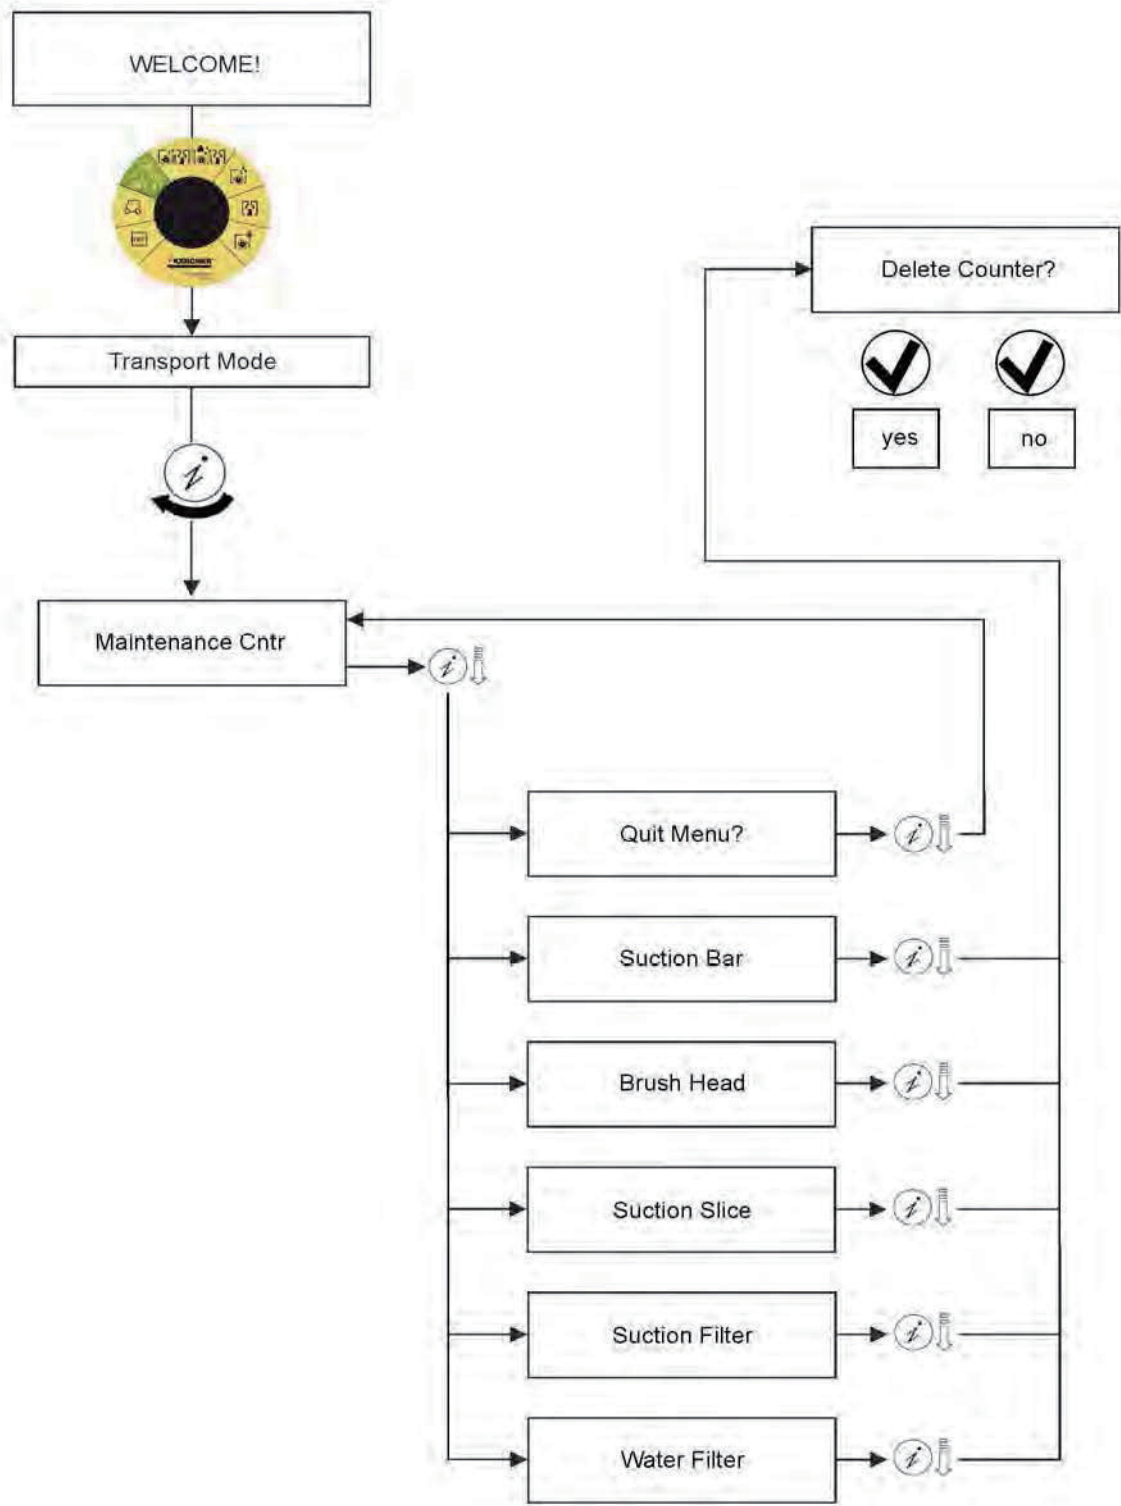 WELCOME!
KÄRCHER
Transport Mode
Delete Counter?
yes
no
i
Maintenance Cntr
i
Quit Menu?
i
Suction Bar
i
Brush Head
i
Suction Slice
i
Suction Filter
i
Water Filter
i